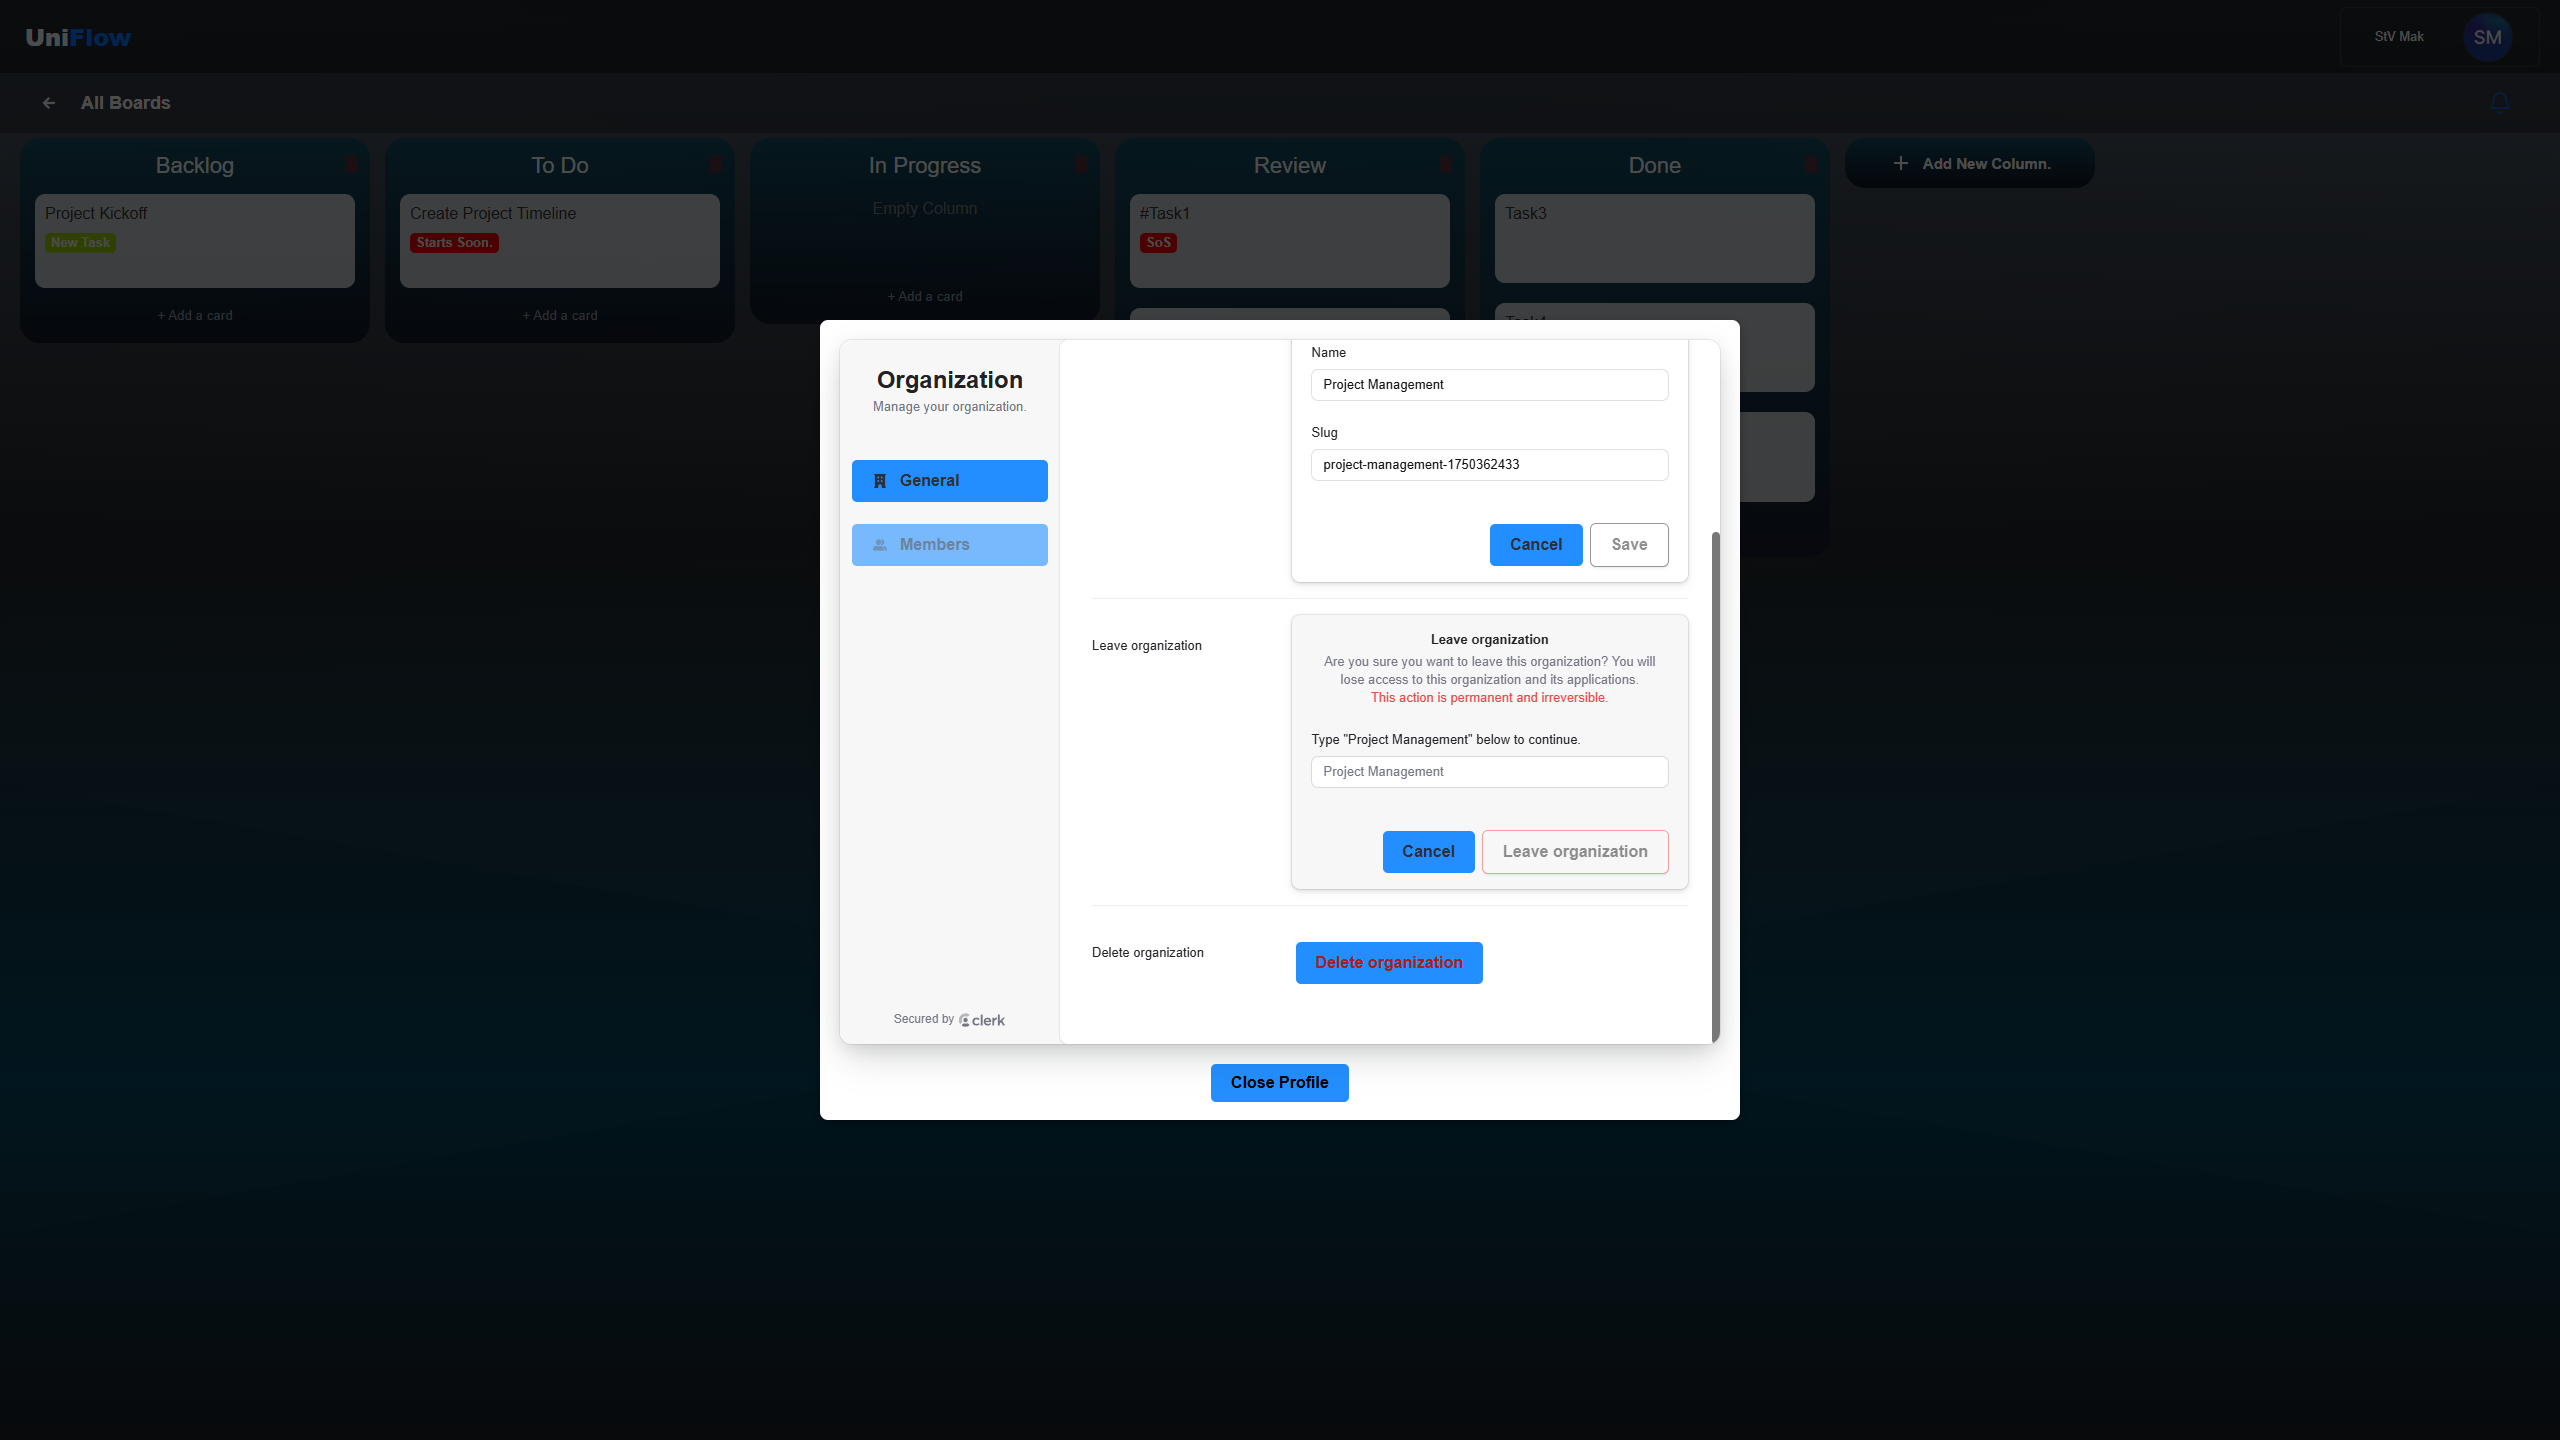 UniFlow
StV Mak
SM
All Boards
Backlog
Project Kickoff
New Task
+ Add a card
To Do
Create Project Timeline
Starts Soon.
+ Add a card
In Progress
Empty Column
+ Add a card
Review
#Task1
SoS
Done
Task3
Add New Column.
Organization
Manage your organization.
General
Members
Secured by clerk
Name
Project Management
Slug
project-management-1750362433
Cancel
Save
Leave organization
Leave organization
Are you sure you want to leave this organization? You will
lose access to this organization and its applications.
This action is permanent and irreversible.
Type "Project Management" below to continue.
Project Management
Cancel
Leave organization
Delete organization
Delete organization
Close Profile